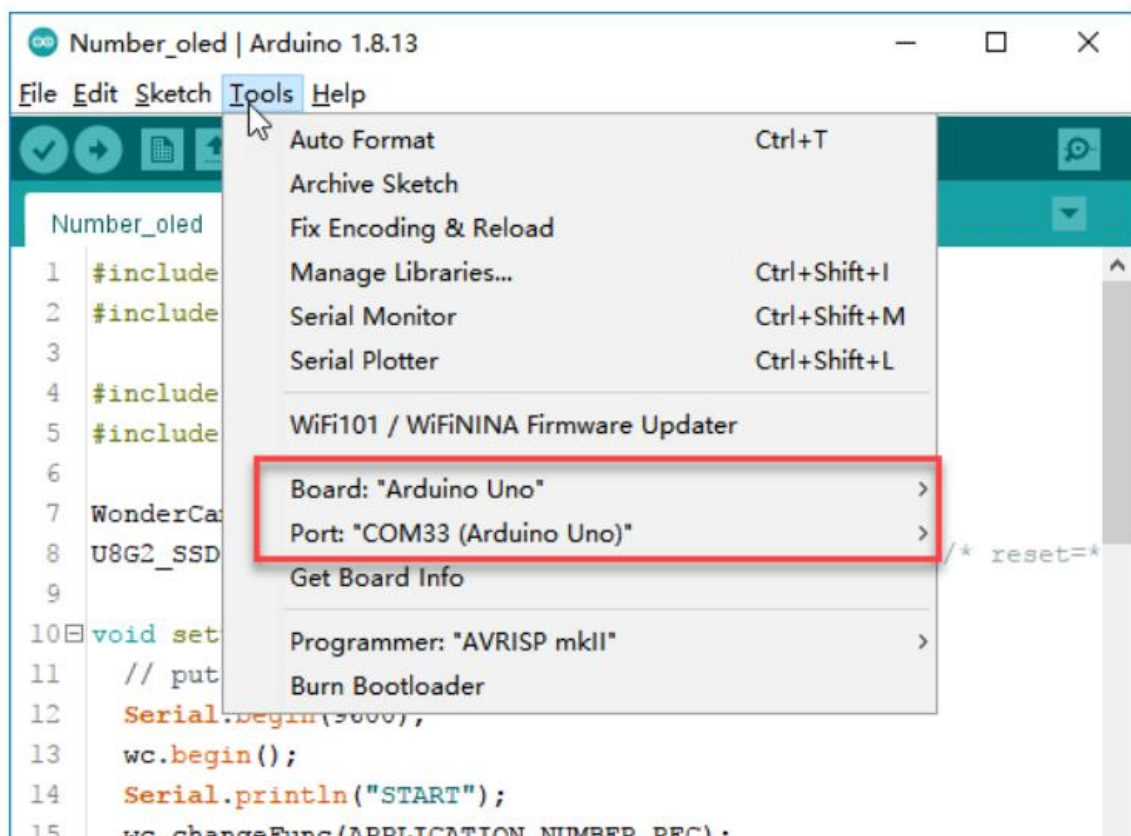 Number_oled | Arduino 1.8.13
File Edit Sketch Tools Help
Auto Format Ctrl+T
Archive Sketch
Fix Encoding & Reload
Manage Libraries... Ctrl+Shift+I
Serial Monitor Ctrl+Shift+M
Serial Plotter Ctrl+Shift+L
WiFi101 / WiFiNINA Firmware Updater
Board: "Arduino Uno"
Port: "COM33 (Arduino Uno)"
Get Board Info
Programmer: "AVRISP mkII"
Burn Bootloader
Number_oled
1 #include
2 #include
3
4 #include
5 #include
6
7 WonderCa
8 U8G2_SSD /* reset=*
9
10 void set
11 // put
12 Serial.begin(9600);
13 wc.begin();
14 Serial.println("START");
15 wc.changeFunc(APPLICATION_NUMBER_REC);